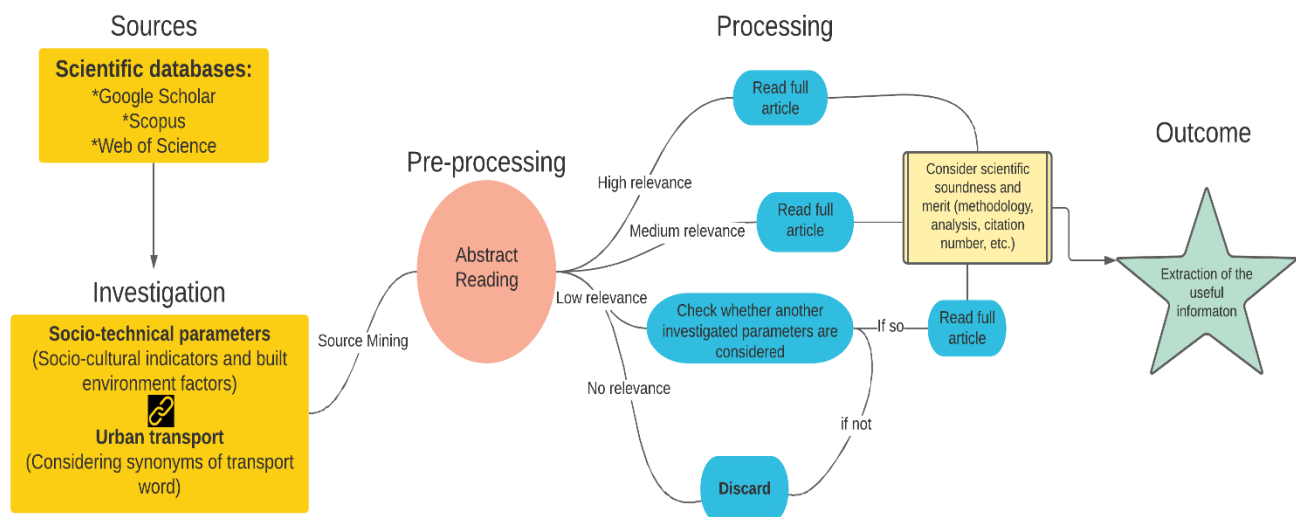 Sources
Scientific databases:
*Google Scholar
*Scopus
*Web of Science
Investigation
Socio-technical parameters
(Socio-cultural indicators and built
environment factors)
Urban transport
(Considering synonyms of transport
word)
Source Mining
Pre-processing
Abstract
Reading
Processing
High relevance
Read full
article
Medium relevance
Read full
article
Low relevance
Check whether another
investigated parameters are
considered
If so
Read full
article
No relevance
if not
Discard
Consider scientific
soundness and
merit (methodology,
analysis, citation
number, etc.)
Outcome
Extraction of the
useful
informaton